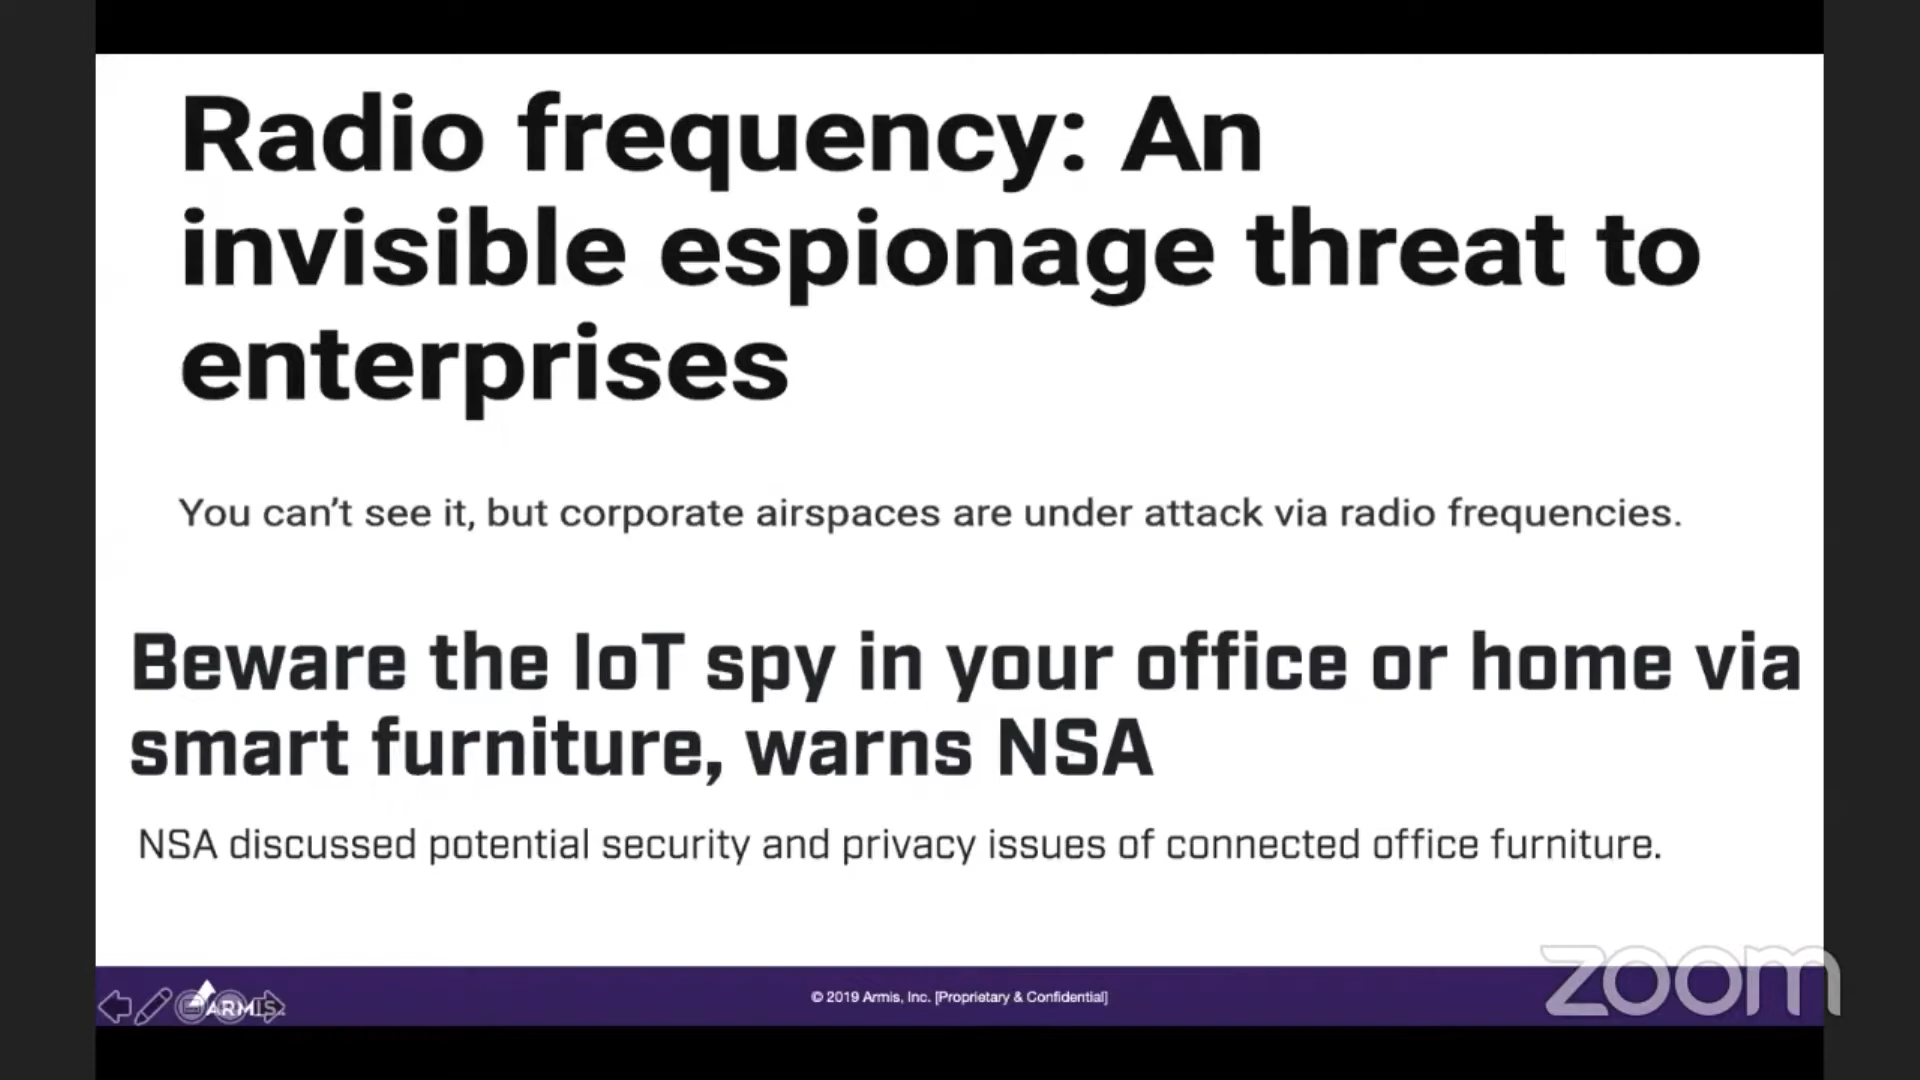 Radio frequency: An
invisible espionage threat to
enterprises
You can't see it, but corporate airspaces are under attack via radio frequencies.
Beware the IoT spy in your office or home via
smart furniture, warns NSA
NSA discussed potential security and privacy issues of connected office furniture.
ARMIS.
© 2019 Armis, Inc. [Proprietary & Confidential]
zoom